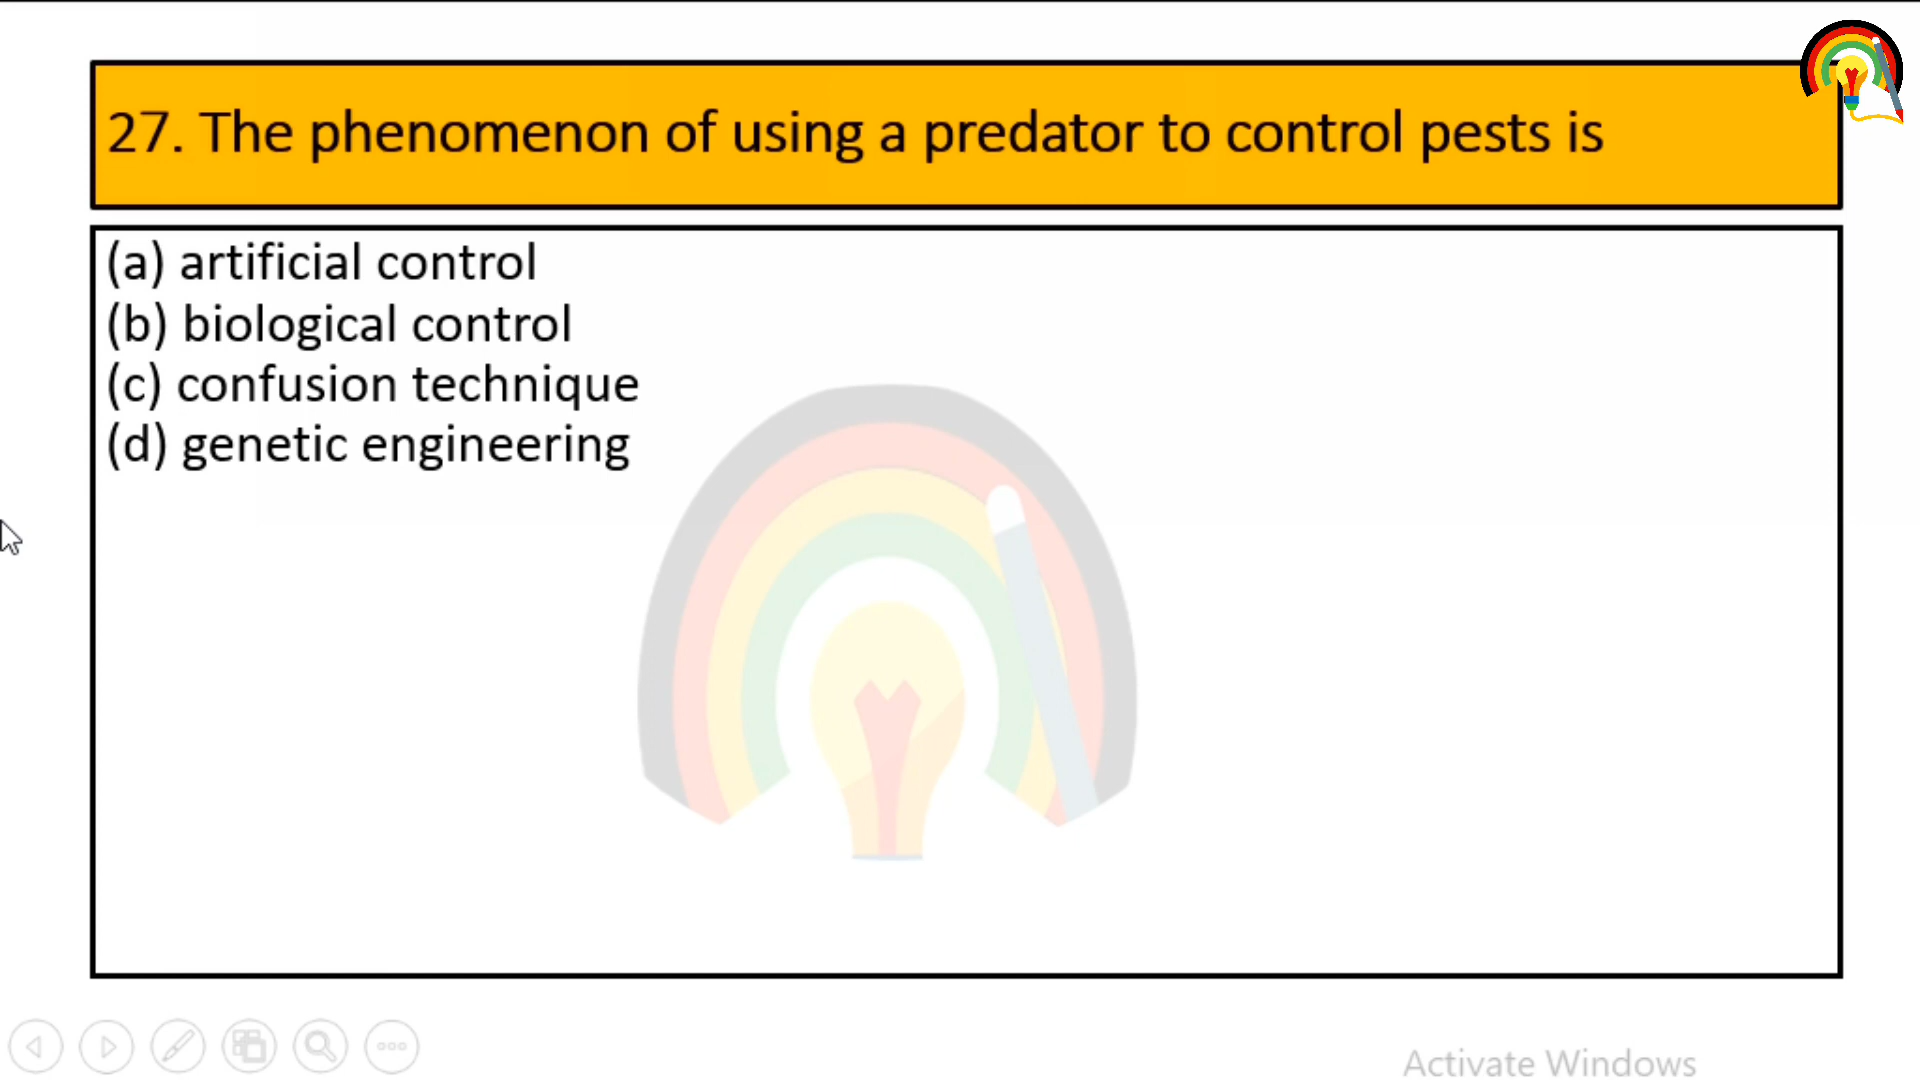 27. The phenomenon of using a predator to control pests is
(a) artificial control
(b) biological control
(c) confusion technique
(d) genetic engineering
Activate Windows